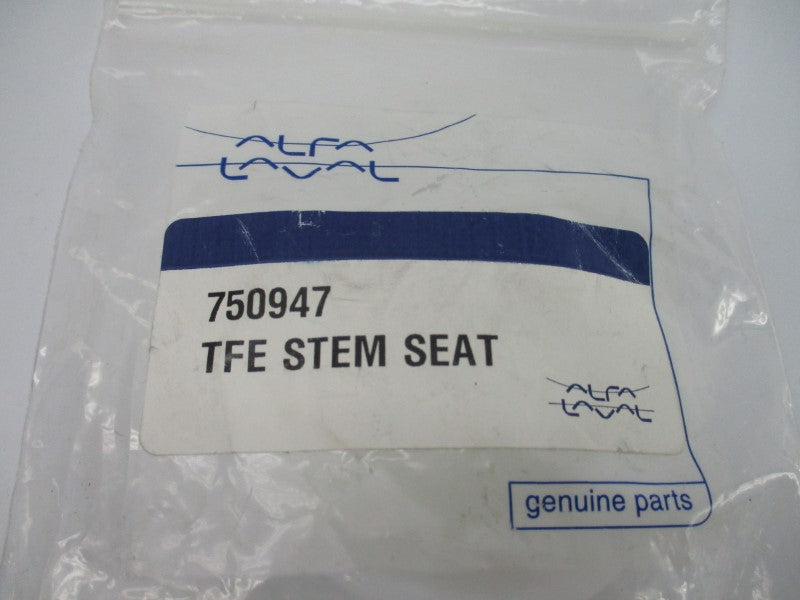 ALFA
LAVAL
750947
TFE STEM SEAT
ALFA
LAVAL
genuine parts